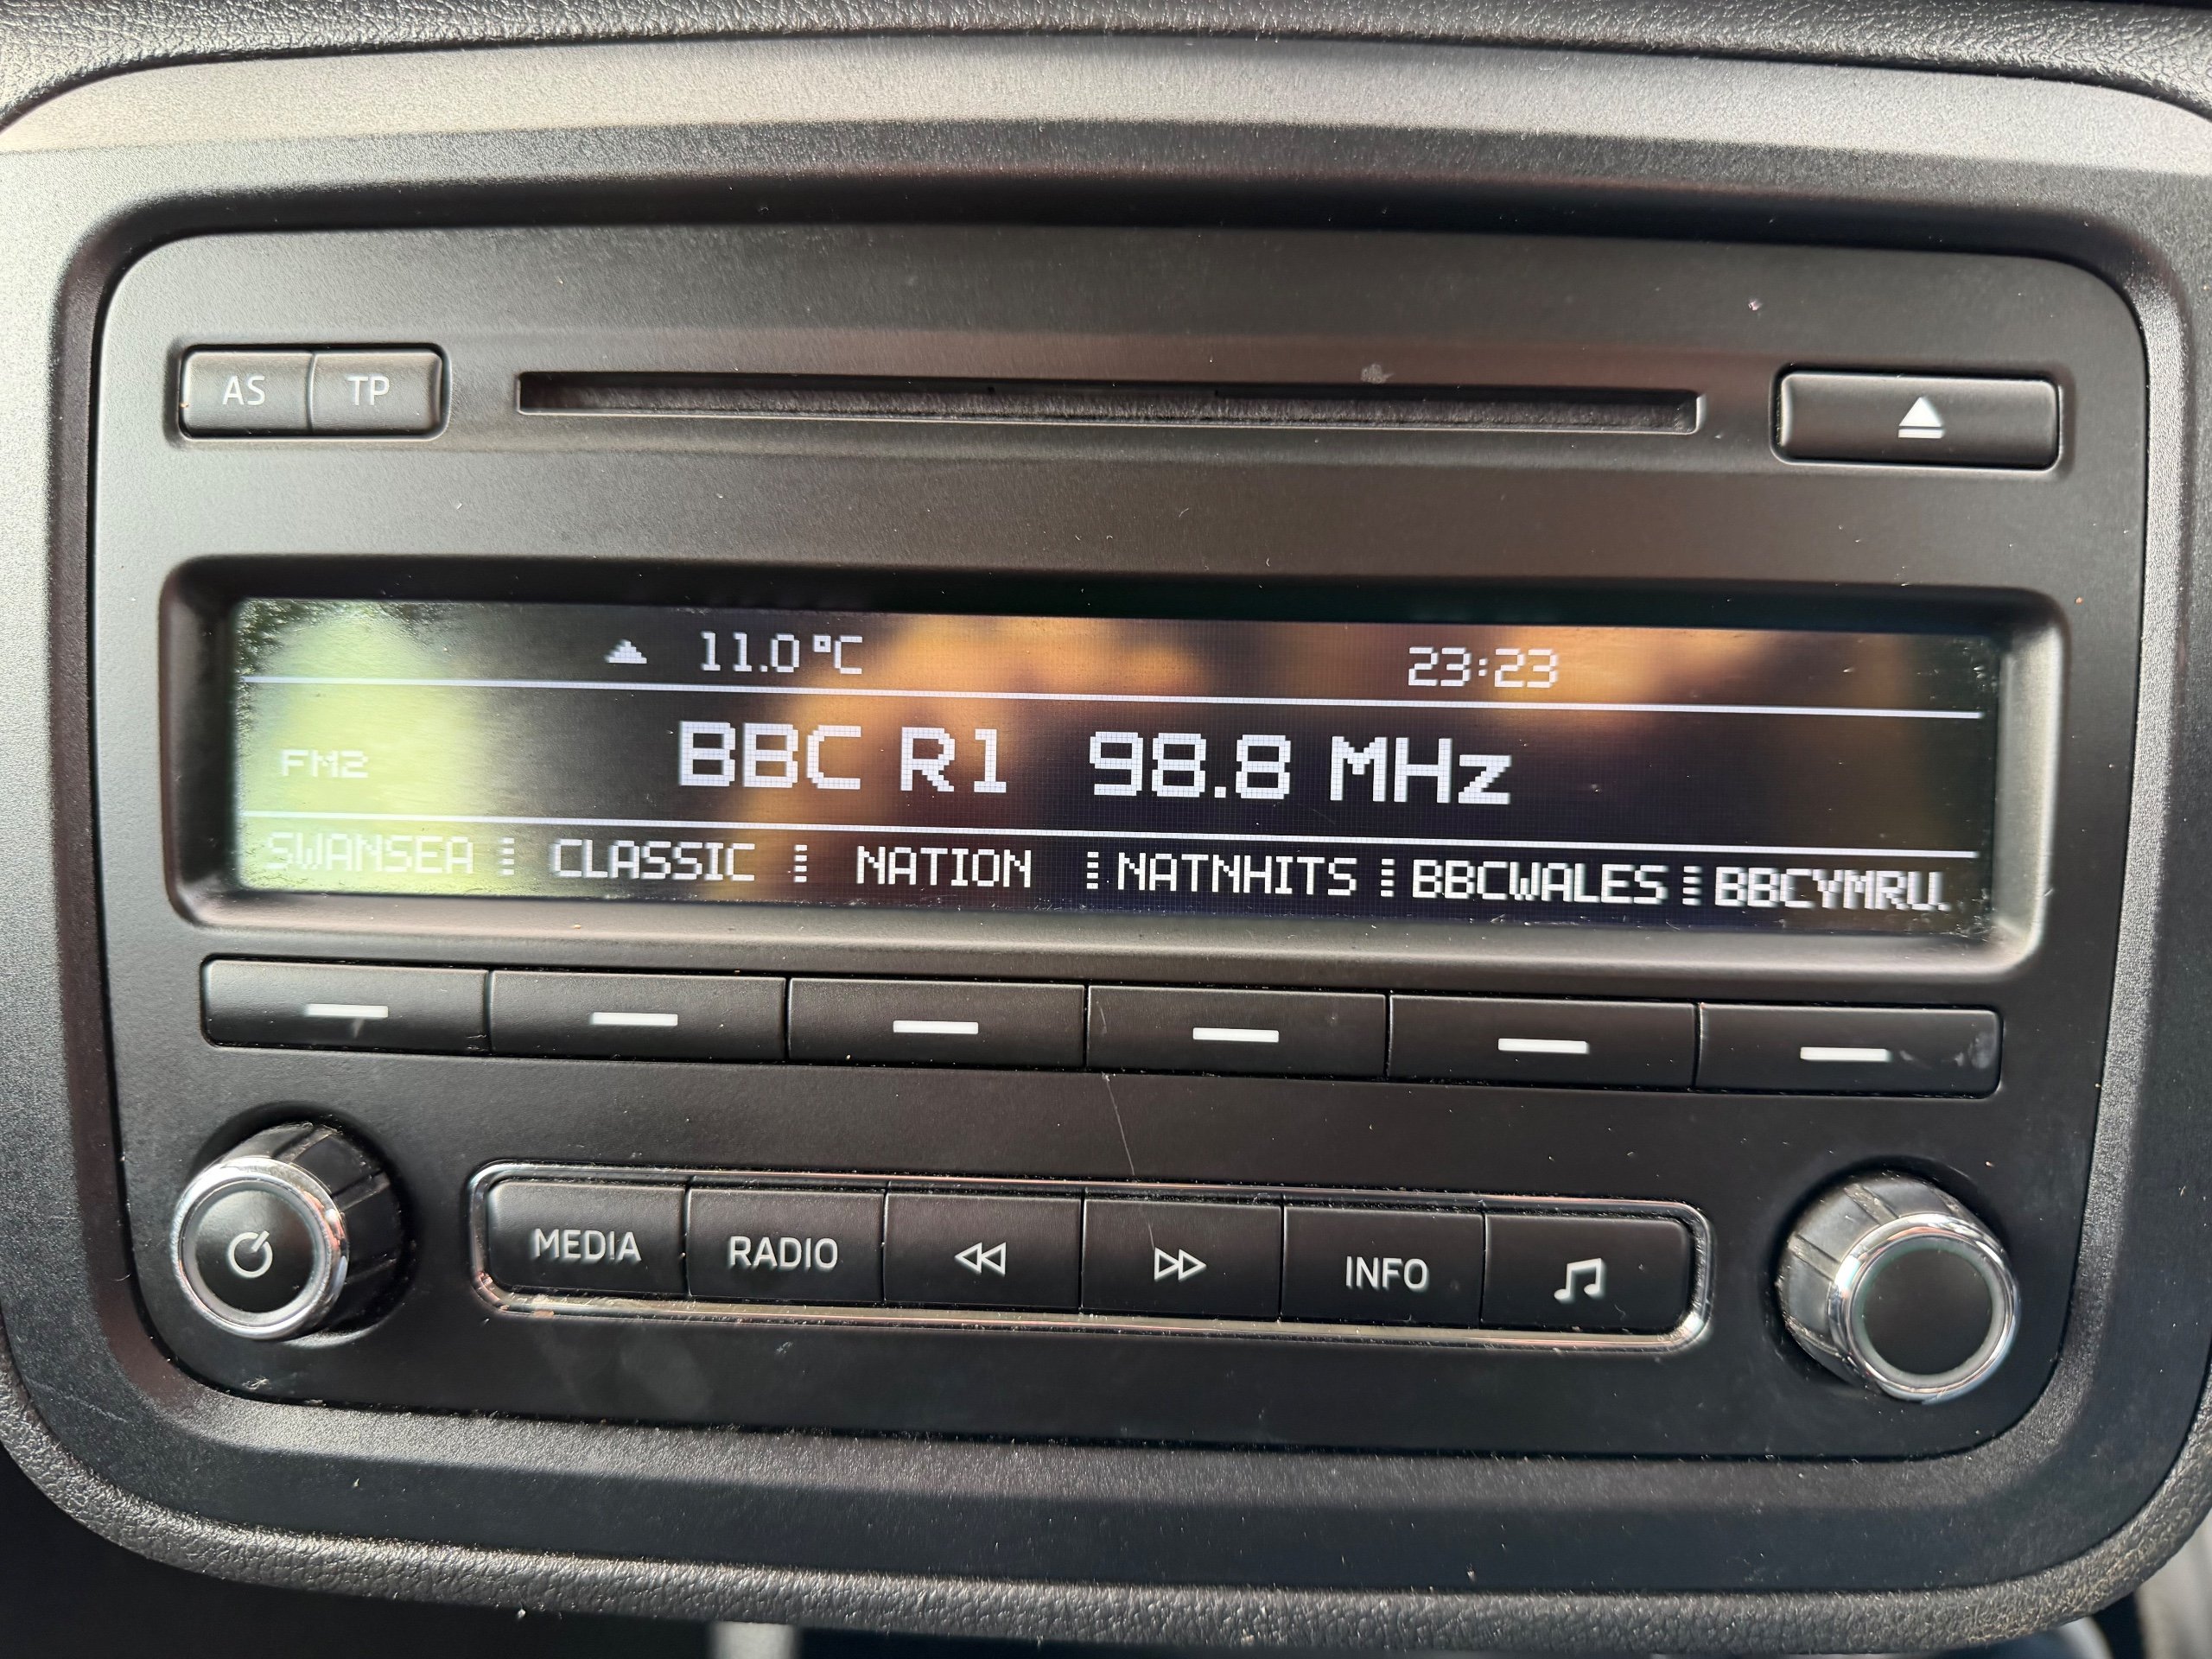 AS TP
11.0 °C 23:23
FM2 BBC R1 98.8 MHz
SWANSEA CLASSIC NATION NATNHITS BBCWALES BBCYMRU.
MEDIA RADIO INFO